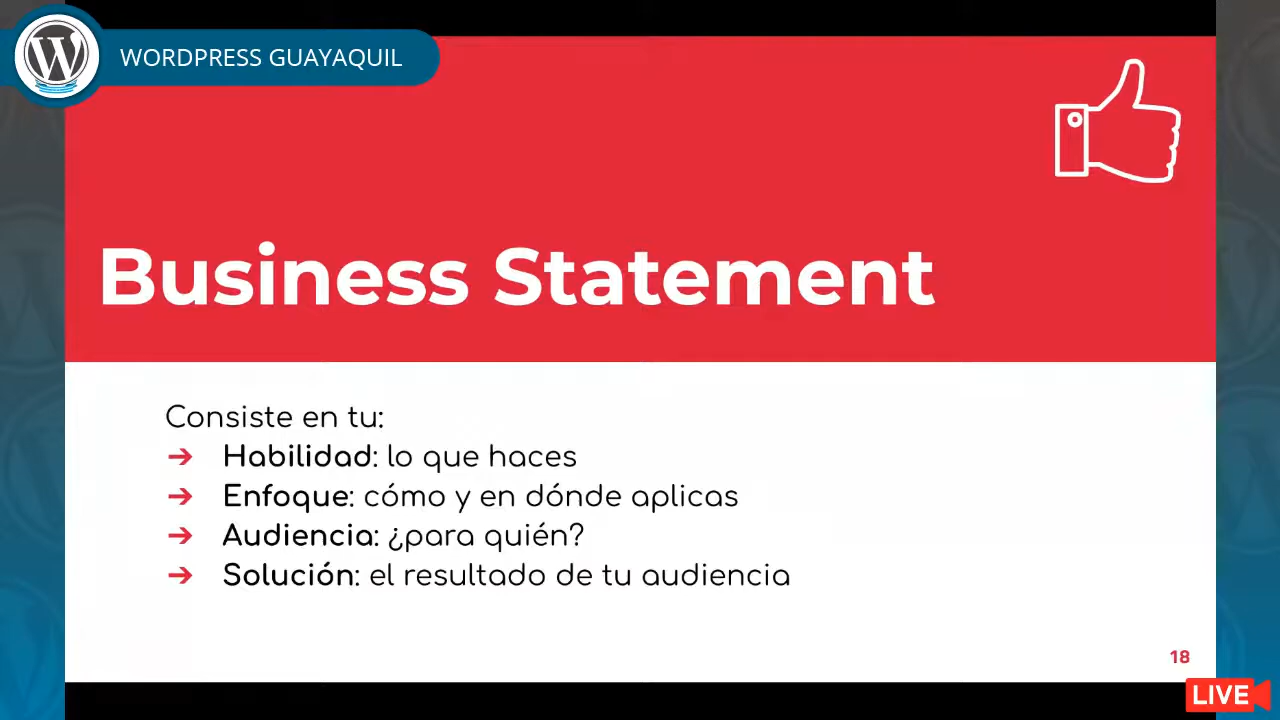 WORDPRESS GUAYAQUIL
Business Statement
Consiste en tu:
➔ Habilidad: lo que haces
➔ Enfoque: cómo y en dónde aplicas
➔ Audiencia: ¿para quién?
➔ Solución: el resultado de tu audiencia
18
LIVE